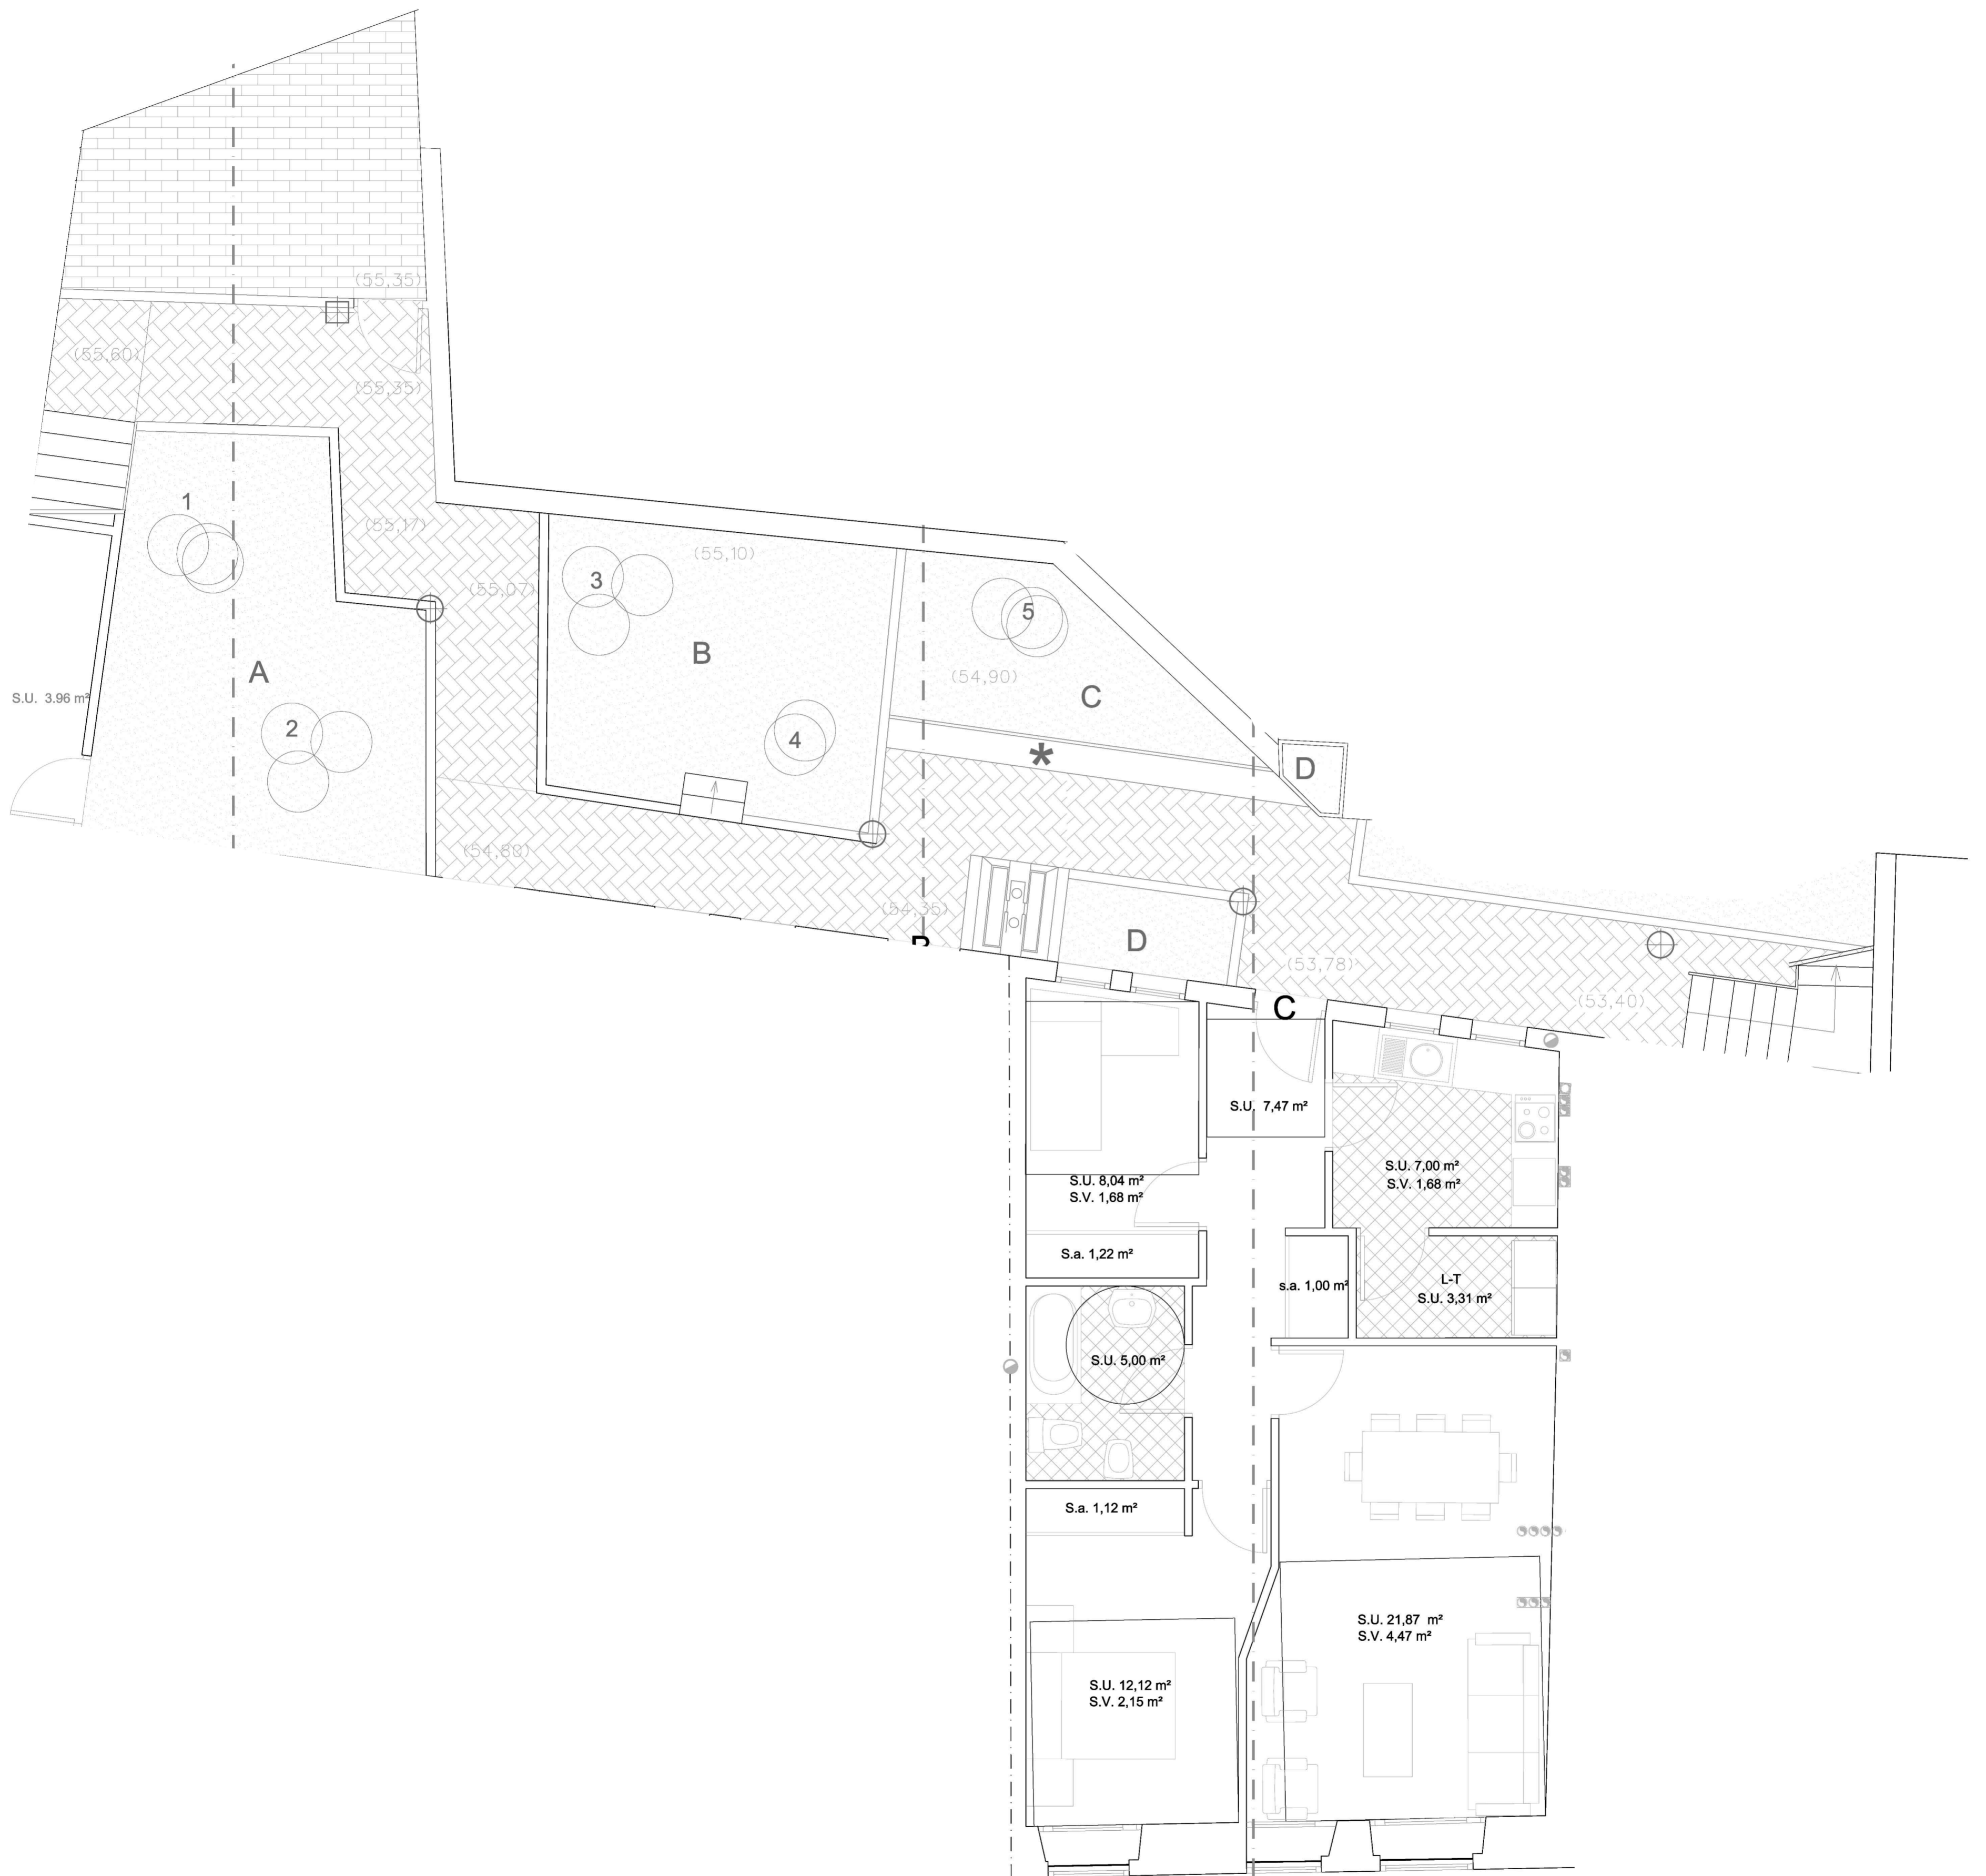 (55,35)
(55,60)
(55,35)
1
(55,17)
(55,10)
3
(55,07)
5
B
A
(54,90)
C
S.U. 3.96 m²
2
4
*
D
(54,80)
(54,35)
D
(53,78)
(53,40)
C
S.U. 7,47 m²
S.U. 7,00 m²
S.V. 1,68 m²
S.U. 8,04 m²
S.V. 1,68 m²
S.a. 1,22 m²
s.a. 1,00 m²
L-T
S.U. 3,31 m²
S.U. 5,00 m²
S.a. 1,12 m²
S.U. 21,87 m²
S.V. 4,47 m²
S.U. 12,12 m²
S.V. 2,15 m²